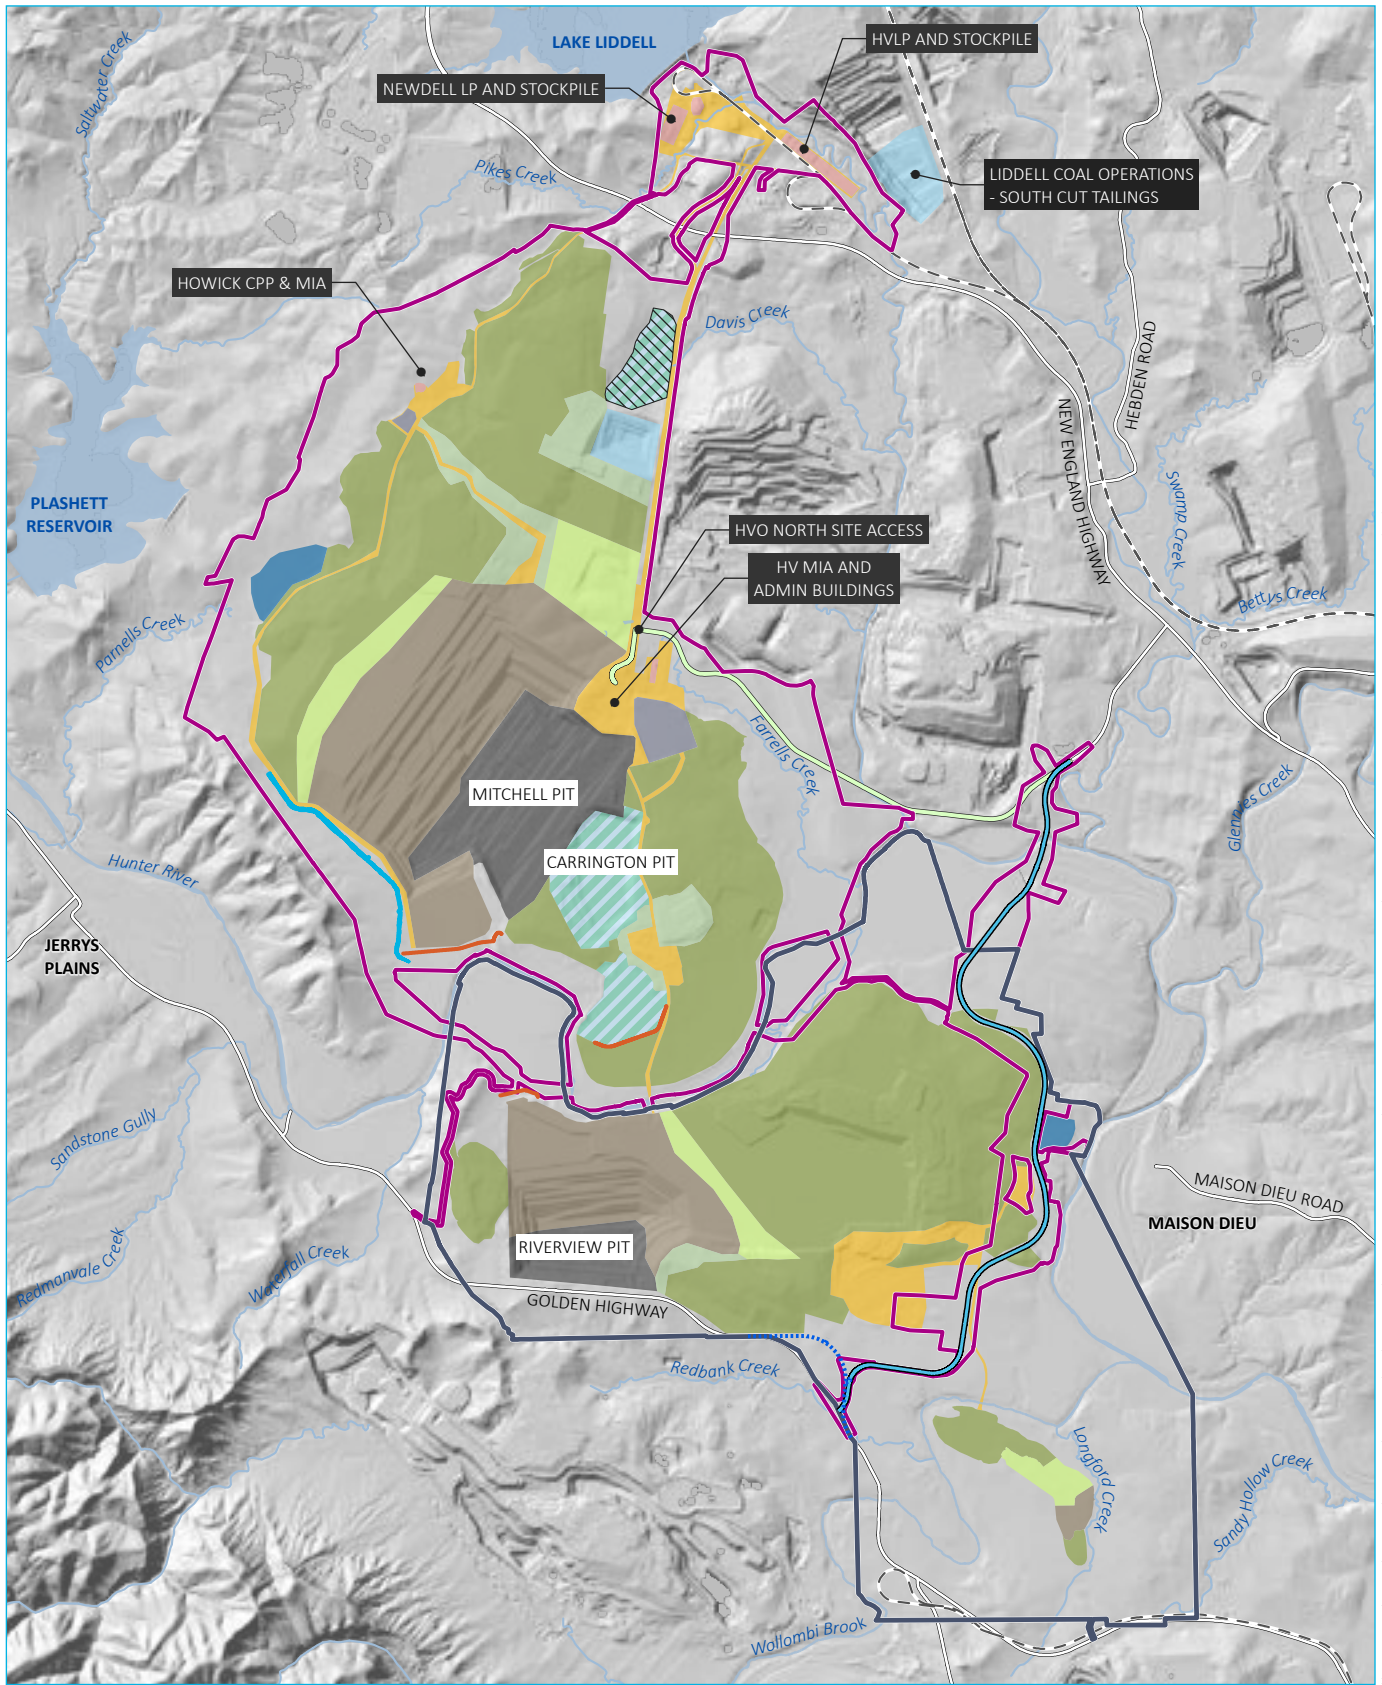 HVLP AND STOCKPILE
LAKE LIDDELL
Saltwater Creek
NEWDELL LP AND STOCKPILE
Pikes Creek
LIDDELL COAL OPERATIONS
- SOUTH CUT TAILINGS
HOWICK CPP & MIA
Davis Creek
HEBDEN ROAD
NEW ENGLAND HIGHWAY
Swamp Creek
PLASHETT
RESERVOIR
HVO NORTH SITE ACCESS
HV MIA AND
ADMIN BUILDINGS
Bettys Creek
Parnells Creek
Farrells Creek
MITCHELL PIT
Glennies Creek
CARRINGTON PIT
Hunter River
JERRYS
PLAINS
Sandstone Gully
MAISON DIEU ROAD
MAISON DIEU
Redmanvale Creek
Waterfall Creek
RIVERVIEW PIT
GOLDEN HIGHWAY
Redbank Creek
Longford Creek
Sandy Hollow Creek
Wollombi Brook